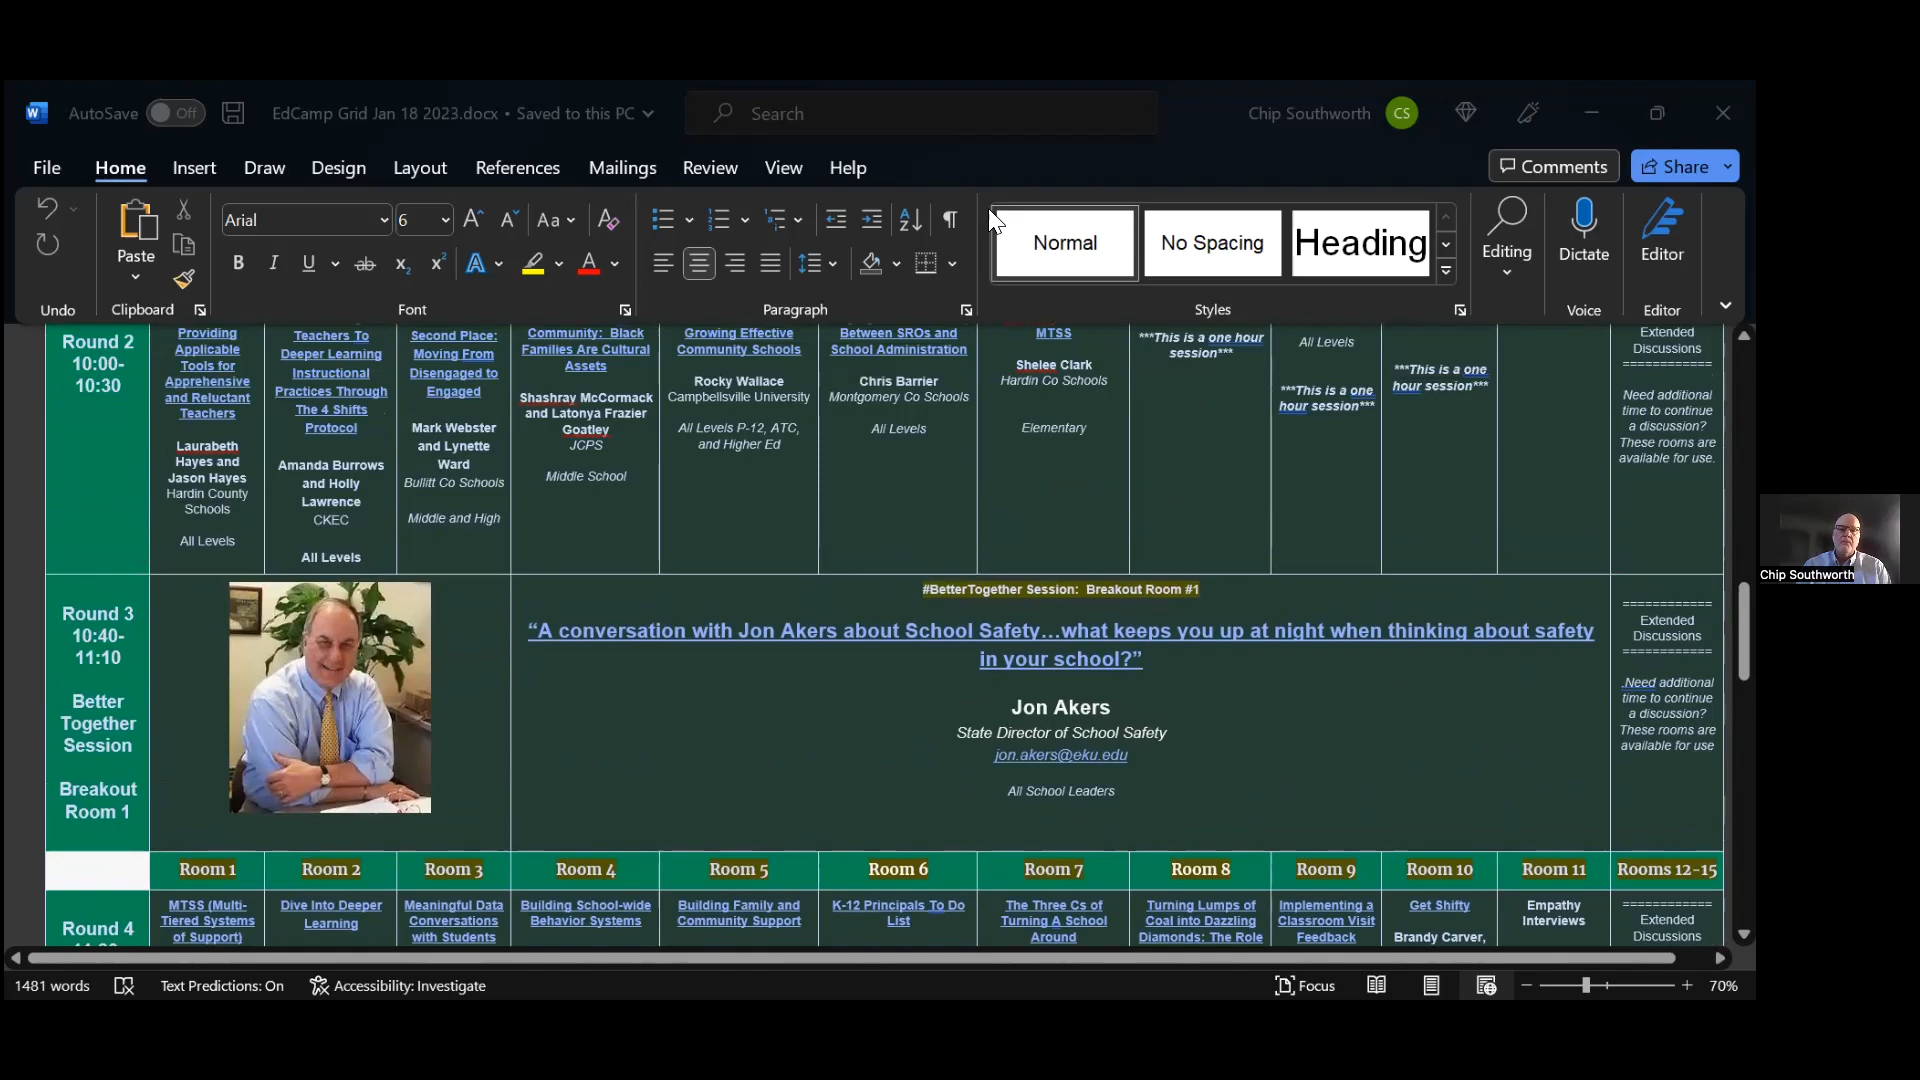 AutoSave Off EdCamp Grid Jan 18 2023.docx • Saved to this PC Search Chip Southworth CS
File Home Insert Draw Design Layout References Mailings Review View Help Comments Share
Arial 6 Aa
Paste
Normal No Spacing Heading
Editing Dictate Editor
Undo Clipboard Font Paragraph Styles Voice Editor
Round 2
10:00-
10:30
Providing
Applicable
Tools for
Apprehensive
and Reluctant
Teachers
Laurabeth
Hayes and
Jason Hayes
Hardin County
Schools
All Levels
Teachers To
Deeper Learning
Instructional
Practices Through
The 4 Shifts
Protocol
Amanda Burrows
and Holly
Lawrence
CKEC
All Levels
Second Place:
Moving From
Disengaged to
Engaged
Mark Webster
and Lynette
Ward
Bullitt Co Schools
Middle and High
Community: Black
Families Are Cultural
Assets
Shashray McCormack
and Latonya Frazier
Goatley
JCPS
Middle School
Growing Effective
Community Schools
Rocky Wallace
Campbellsville University
All Levels P-12, ATC,
and Higher Ed
Between SROs and
School Administration
Chris Barrier
Montgomery Co Schools
All Levels
MTSS
Shelee Clark
Hardin Co Schools
Elementary
***This is a one hour
session***
All Levels
***This is a one
hour session***
***This is a one
hour session***
Extended
Discussions
============
Need additional
time to continue
a discussion?
These rooms are
available for use.
Round 3
10:40-
11:10
Better
Together
Session
Breakout
Room 1
#BetterTogether Session: Breakout Room #1
“A conversation with Jon Akers about School Safety…what keeps you up at night when thinking about safety
in your school?”
Jon Akers
State Director of School Safety
jon.akers@eku.edu
All School Leaders
============
Extended
Discussions
============
.Need additional
time to continue
a discussion?
These rooms are
available for use
Room 1 Room 2 Room 3 Room 4 Room 5 Room 6 Room 7 Room 8 Room 9 Room 10 Room 11 Rooms 12-15
Round 4
MTSS (Multi-
Tiered Systems
of Support)
Dive Into Deeper
Learning
Meaningful Data
Conversations
with Students
Building School-wide
Behavior Systems
Building Family and
Community Support
K-12 Principals To Do
List
The Three Cs of
Turning A School
Around
Turning Lumps of
Coal into Dazzling
Diamonds: The Role
Implementing a
Classroom Visit
Feedback
Get Shifty
Brandy Carver,
Empathy
Interviews
============
Extended
Discussions
1481 words Text Predictions: On Accessibility: Investigate Focus 70%
Chip Southworth